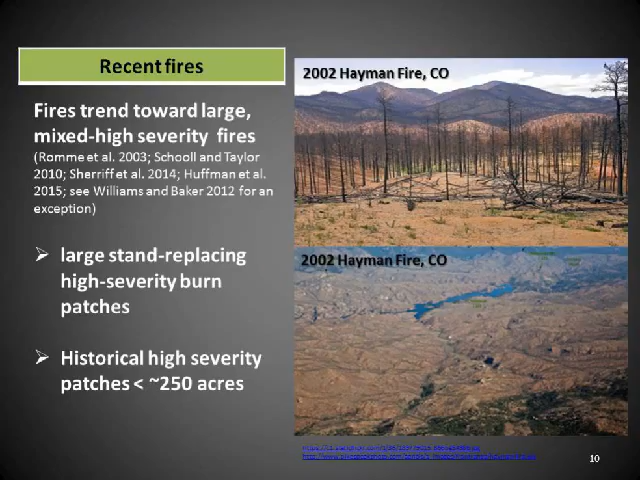 Recent fires
Fires trend toward large,
mixed-high severity fires
(Romme et al. 2003; Schooll and Taylor
2010; Sherriff et al. 2014; Huffman et al.
2015; see Williams and Baker 2012 for an
exception)
large stand-replacing
high-severity burn
patches
Historical high severity
patches < ~250 acres
2002 Hayman Fire, CO
2002 Hayman Fire, CO
10